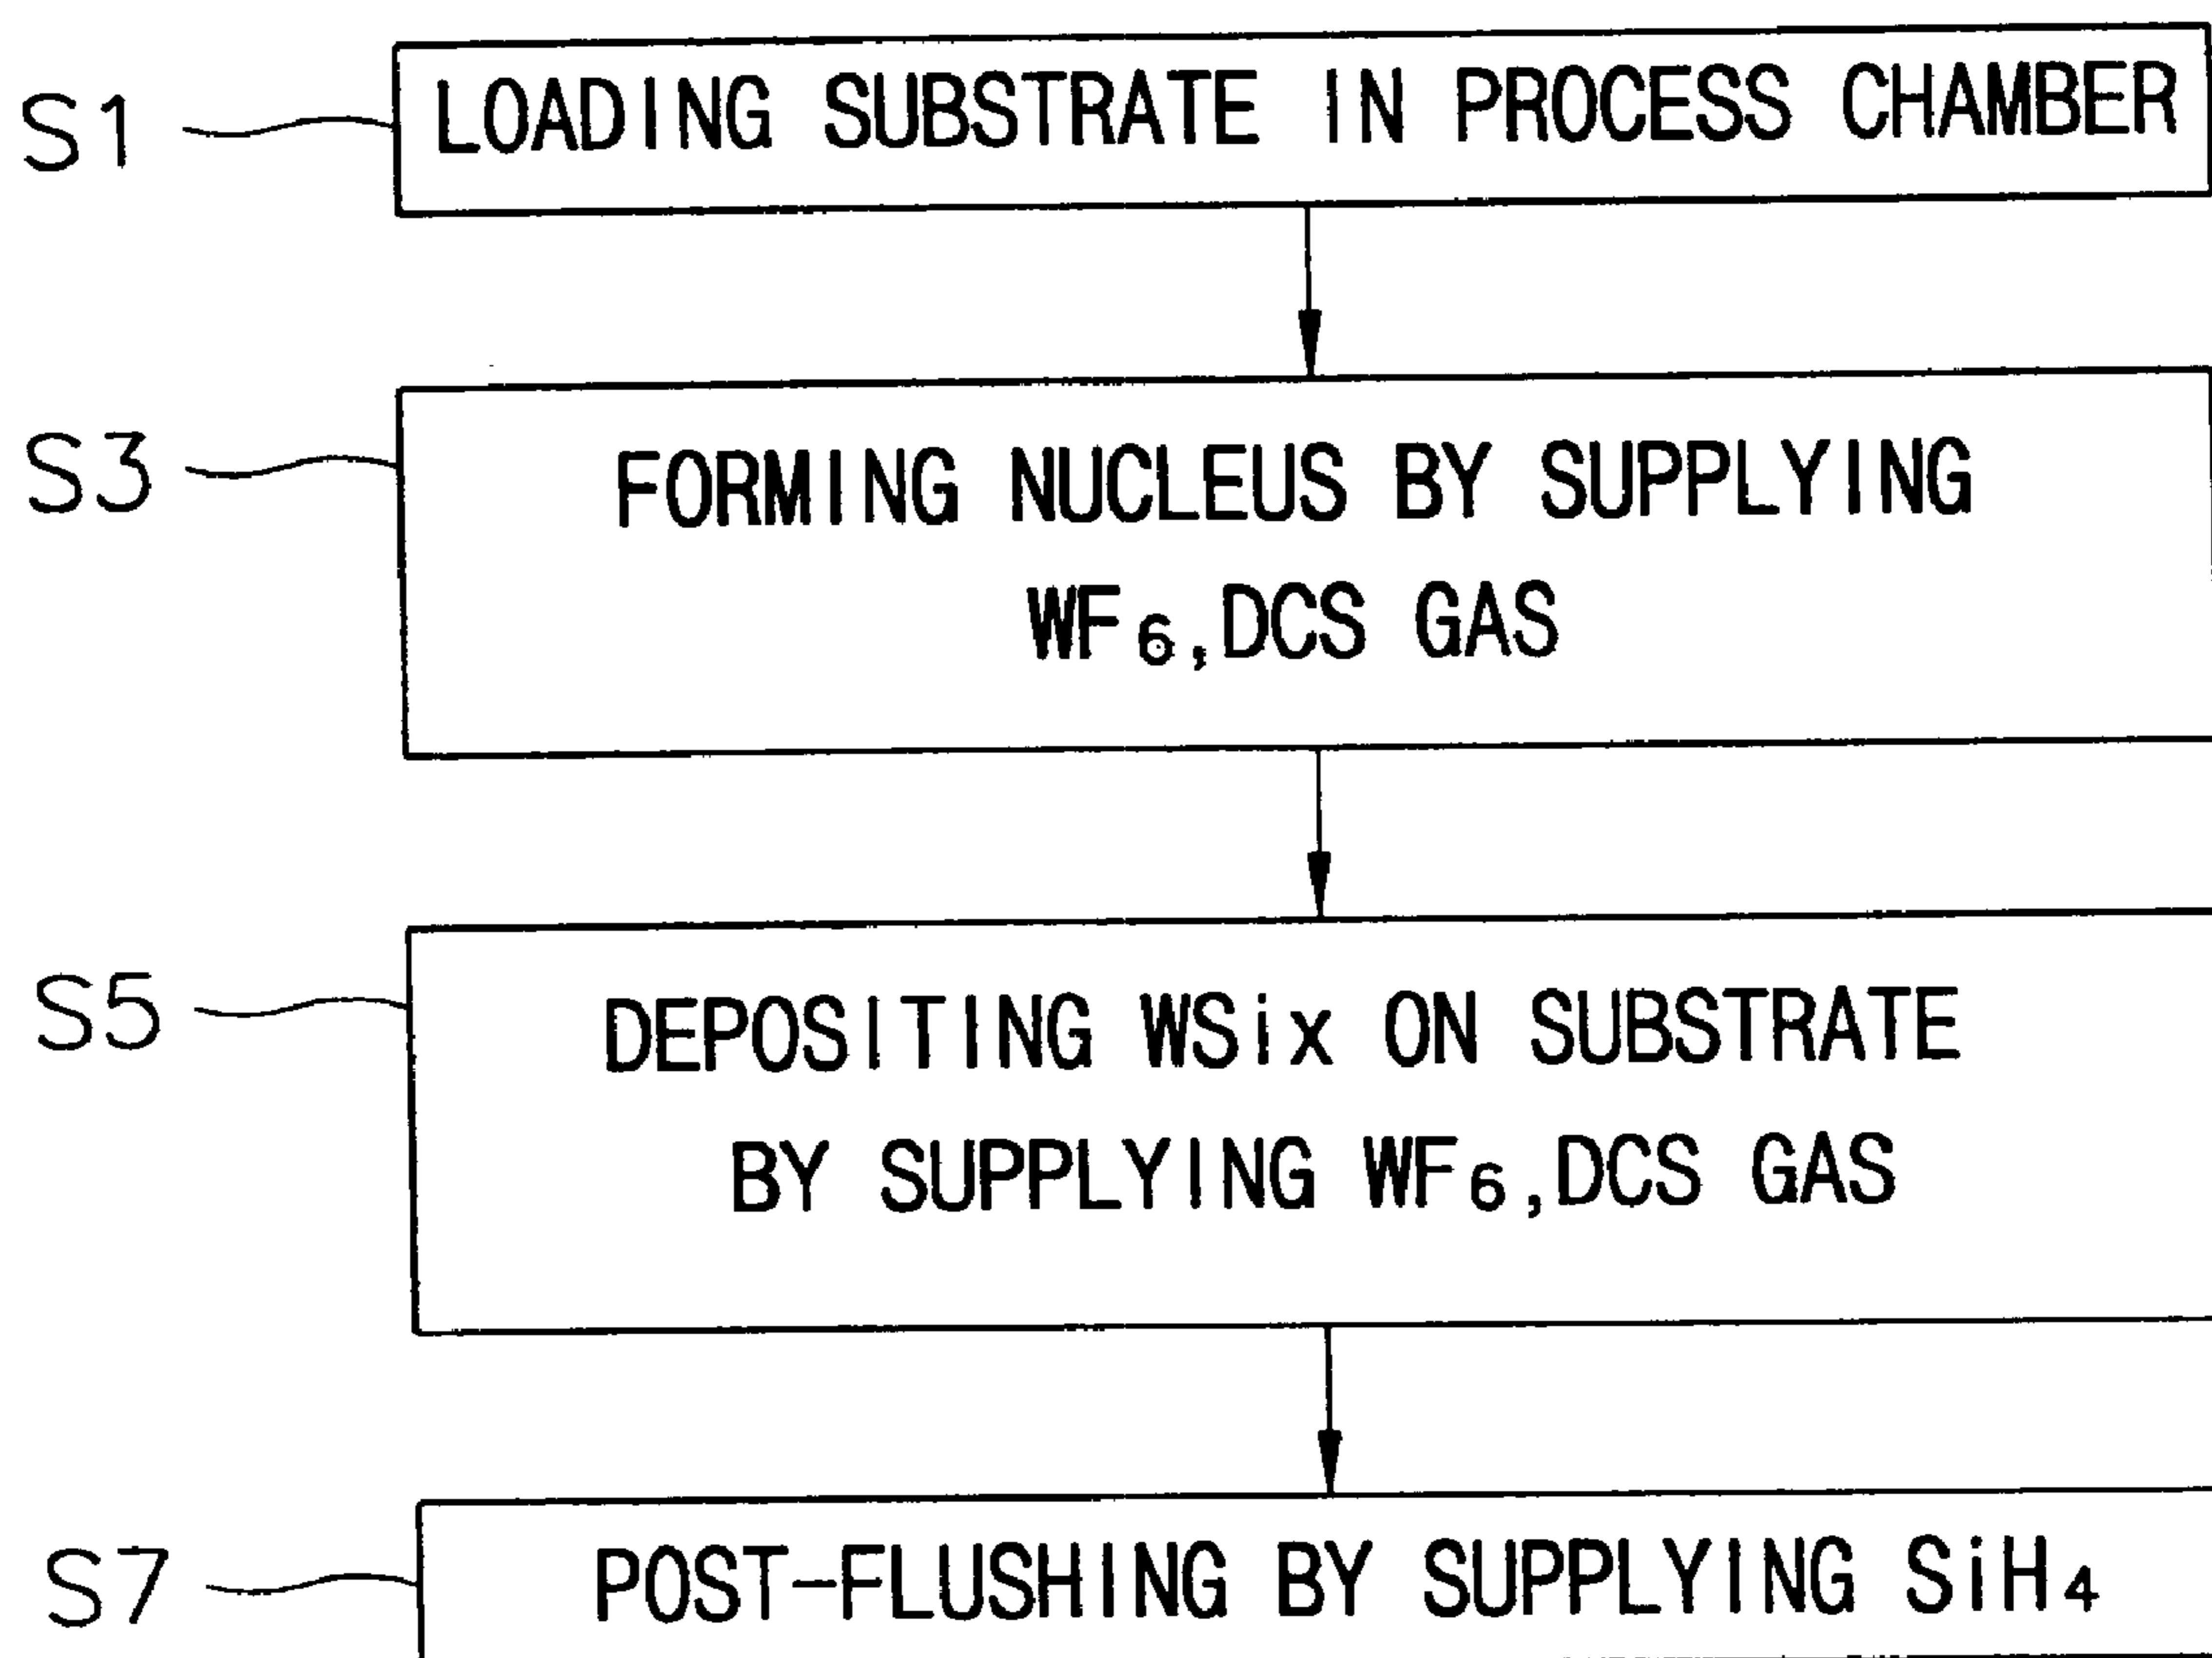 S1 LOADING SUBSTRATE IN PROCESS CHAMBER
S3 FORMING NUCLEUS BY SUPPLYING
WF₆,DCS GAS
S5 DEPOSITING WSix ON SUBSTRATE
BY SUPPLYING WF₆,DCS GAS
S7 POST-FLUSHING BY SUPPLYING SiH₄